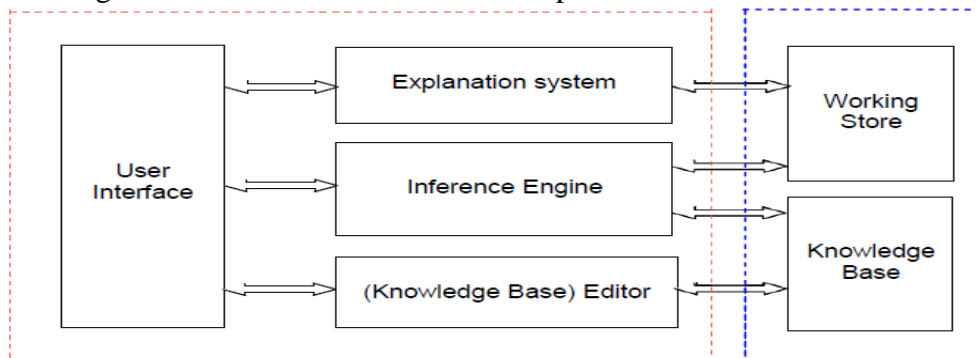 Explanation system
Working
Store
User
Interface
Inference Engine
Knowledge
Base
(Knowledge Base) Editor